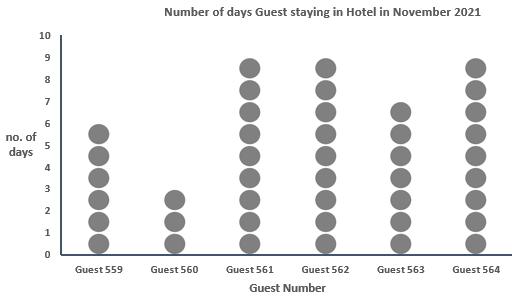 Number of days Guest staying in Hotel in November 2021
10
9
8
7
6
no. of
days
5
4
3
2
1
0
Guest 559 Guest 560 Guest 561 Guest 562 Guest 563 Guest 564
Guest Number